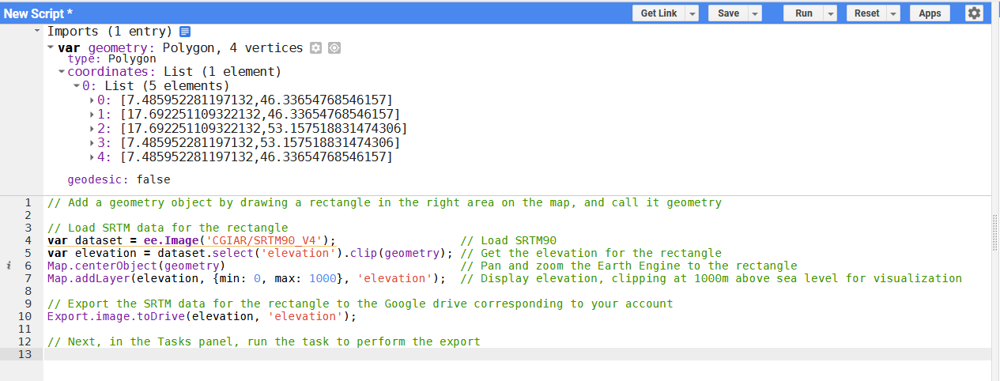 New Script *
Get Link
Save
Run
Reset
Apps
Imports (1 entry)
var geometry: Polygon, 4 vertices
type: Polygon
coordinates: List (1 element)
0: List (5 elements)
0: [7.485952281197132,46.33654768546157]
1: [17.692251109322132,46.33654768546157]
2: [17.692251109322132,53.157518831474306]
3: [7.485952281197132,53.157518831474306]
4: [7.485952281197132,46.33654768546157]
geodesic: false
1 // Add a geometry object by drawing a rectangle in the right area on the map, and call it geometry
2
3 // Load SRTM data for the rectangle
4 var dataset = ee.Image('CGIAR/SRTM90_V4'); // Load SRTM90
5 var elevation = dataset.select('elevation').clip(geometry); // Get the elevation for the rectangle
i 6 Map.centerObject(geometry) // Pan and zoom the Earth Engine to the rectangle
7 Map.addLayer(elevation, {min: 0, max: 1000}, 'elevation'); // Display elevation, clipping at 1000m above sea level for visualization
8
9 // Export the SRTM data for the rectangle to the Google drive corresponding to your account
10 Export.image.toDrive(elevation, 'elevation');
11
12 // Next, in the Tasks panel, run the task to perform the export
13